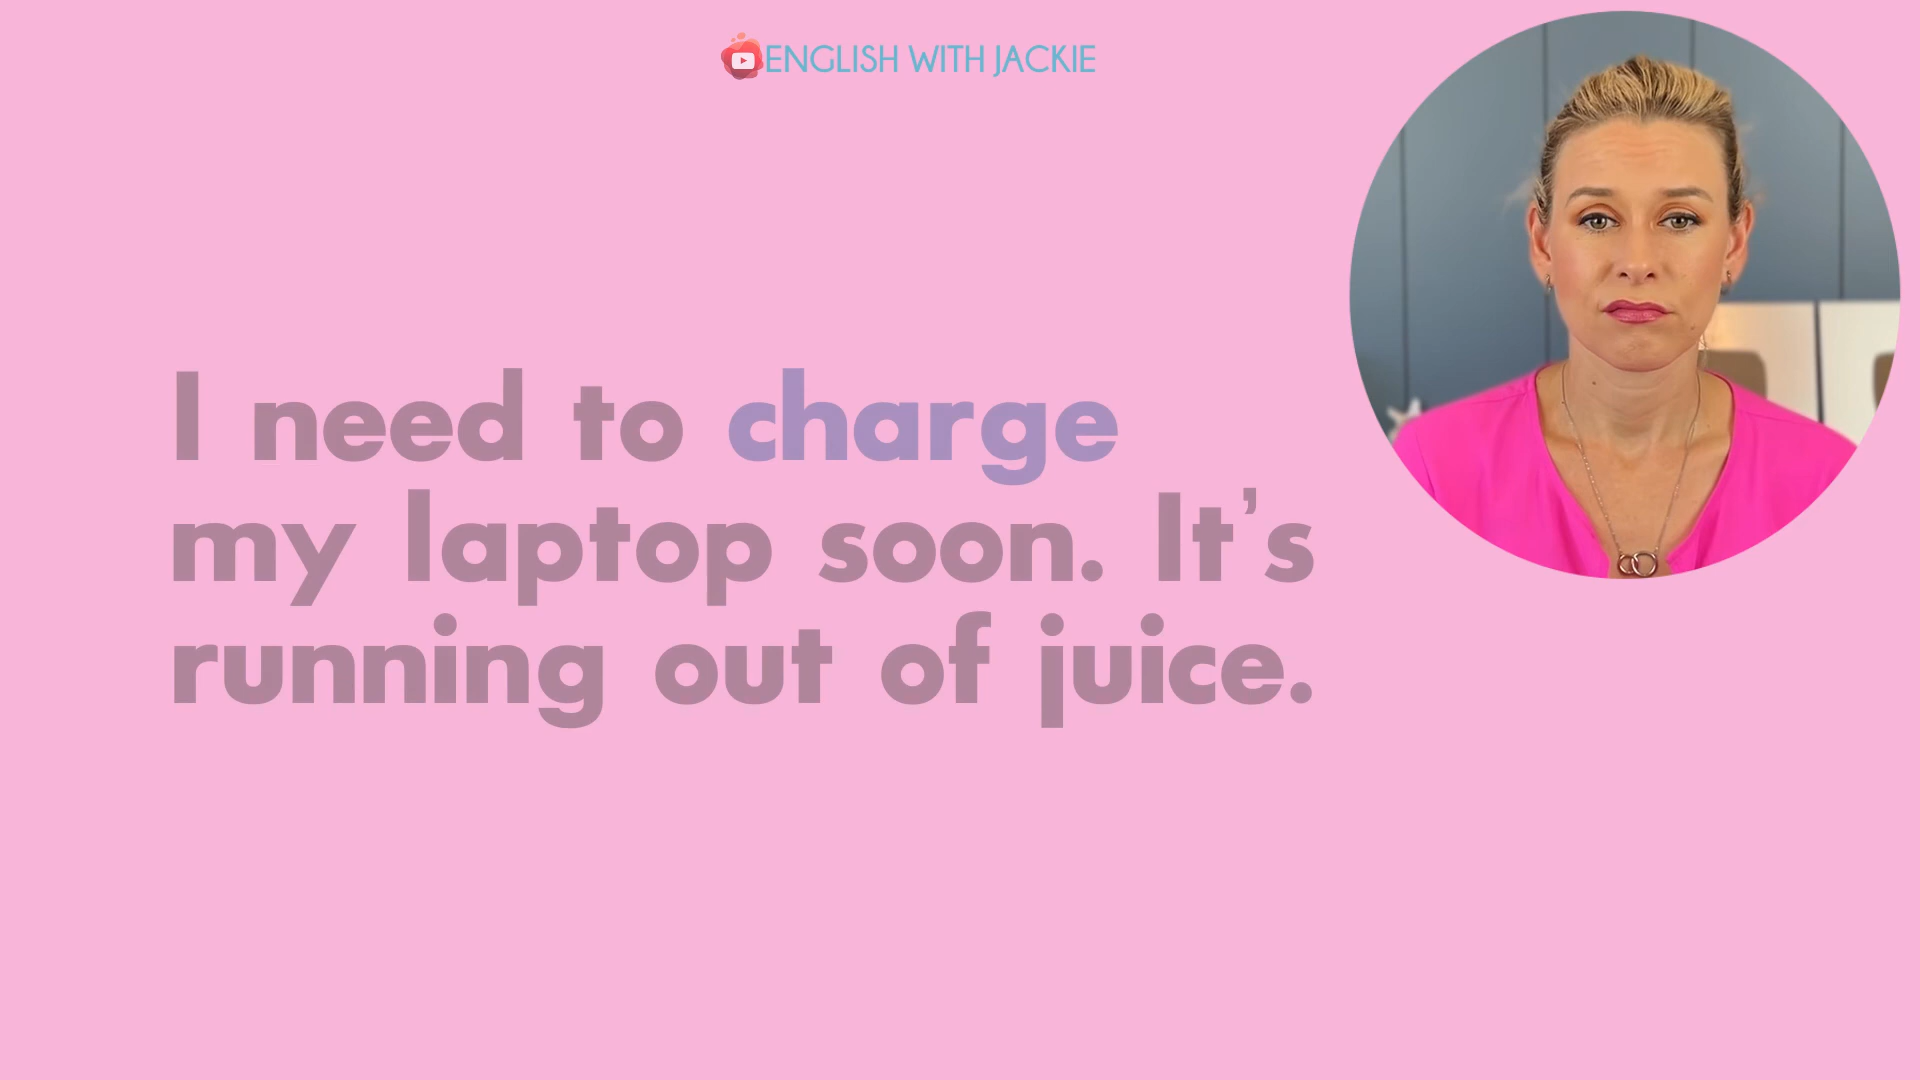 ENGLISH WITH JACKIE
I need to charge
my laptop soon. It's
running out of juice.